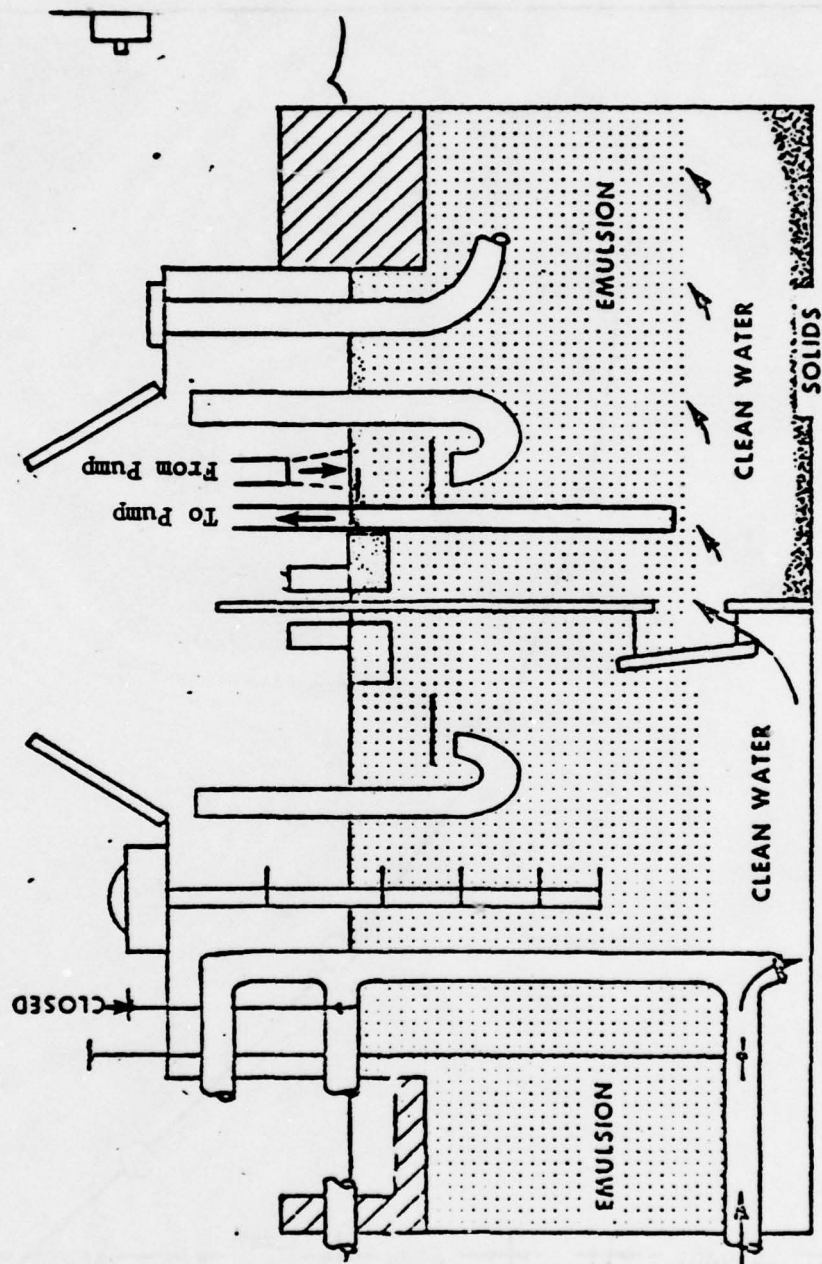 CLOSED
To Pump
From Pump
EMULSION
EMULSION
CLEAN WATER
CLEAN WATER
SOLIDS